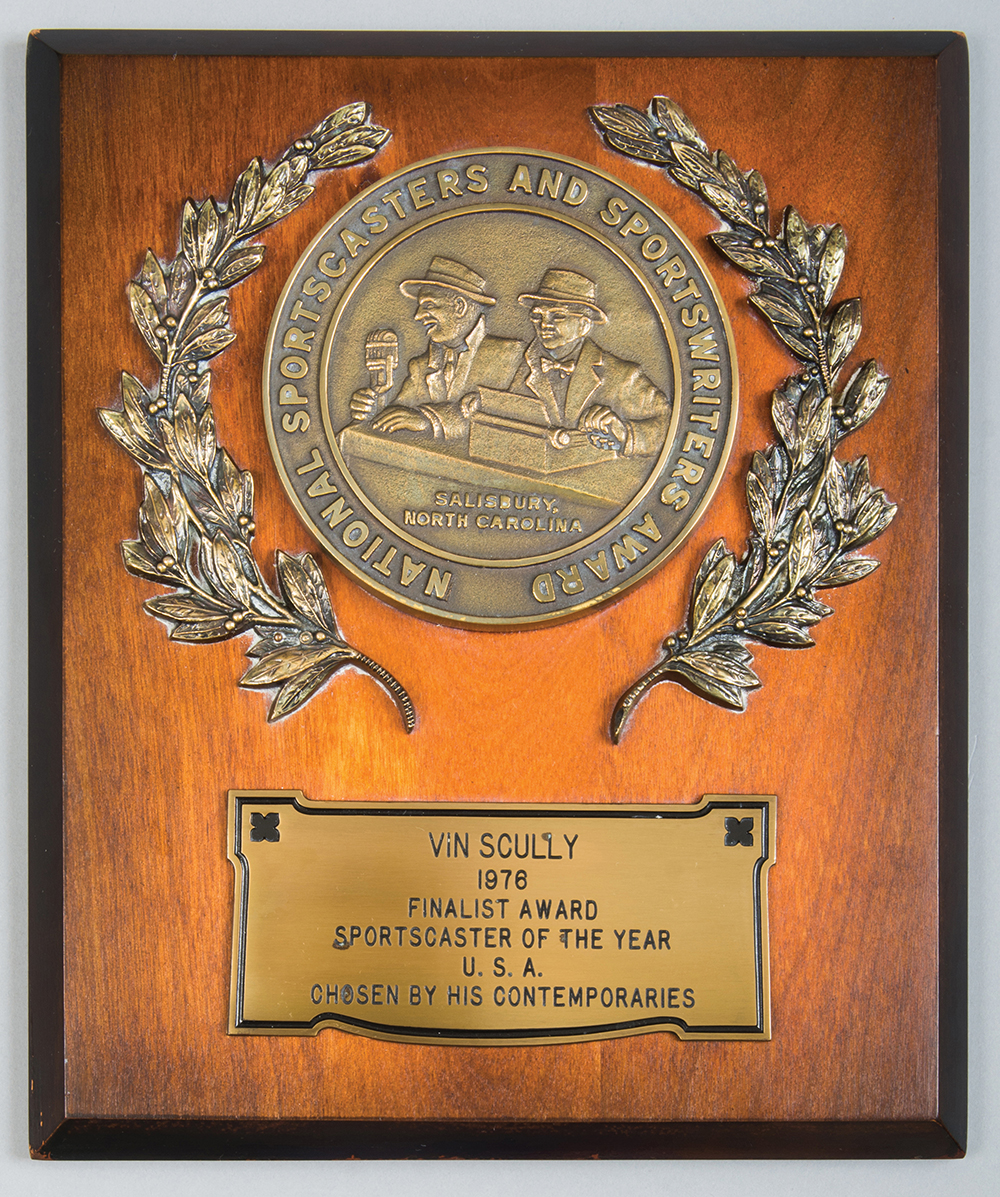 NATIONAL SPORTSCASTERS AND SPORTSWRITERS AWARD
SALISBURY,
NORTH CAROLINA
ViN SCULLY
1976
FINALIST AWARD
SPORTSCASTER OF THE YEAR
U. S. A.
CHOSEN BY HIS CONTEMPORARIES